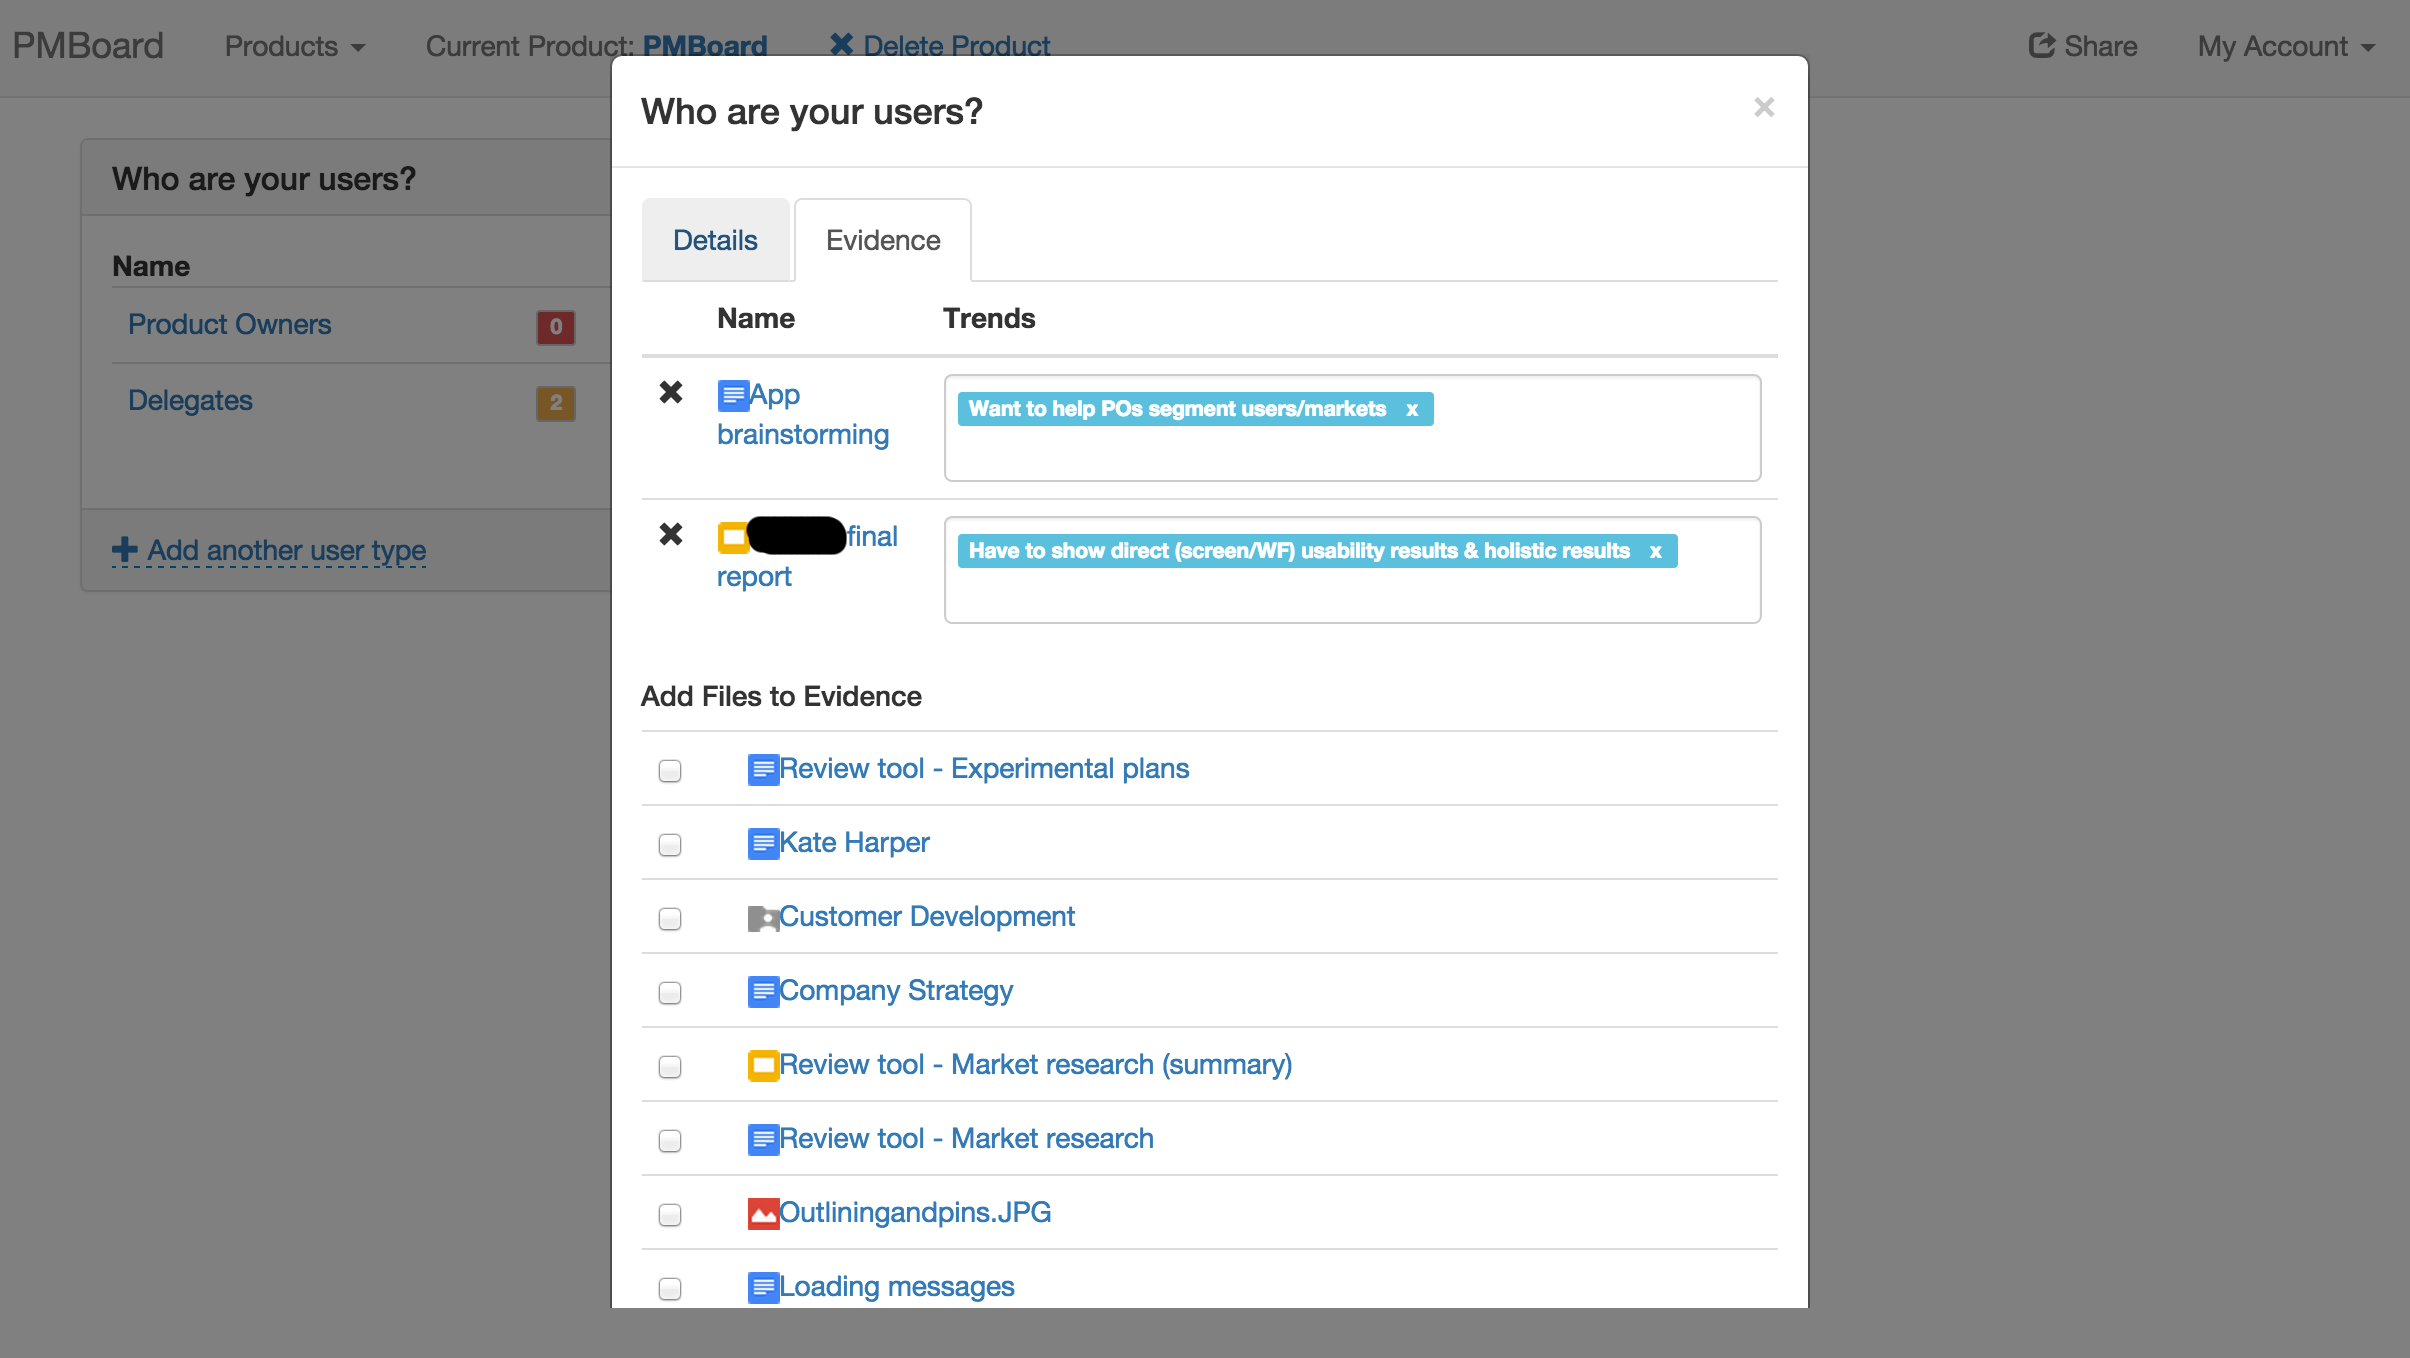 PMBoard Products Current Product: PMBoard Delete Product Share My Account
Who are your users?
Name
Product Owners 0
Delegates 2
Add another user type
Who are your users? ×
Details Evidence
Name Trends
App
brainstorming
Want to help POs segment users/markets x
final
report
Have to show direct (screen/WF) usability results & holistic results x
Add Files to Evidence
Review tool - Experimental plans
Kate Harper
Customer Development
Company Strategy
Review tool - Market research (summary)
Review tool - Market research
Outliningandpins.JPG
Loading messages